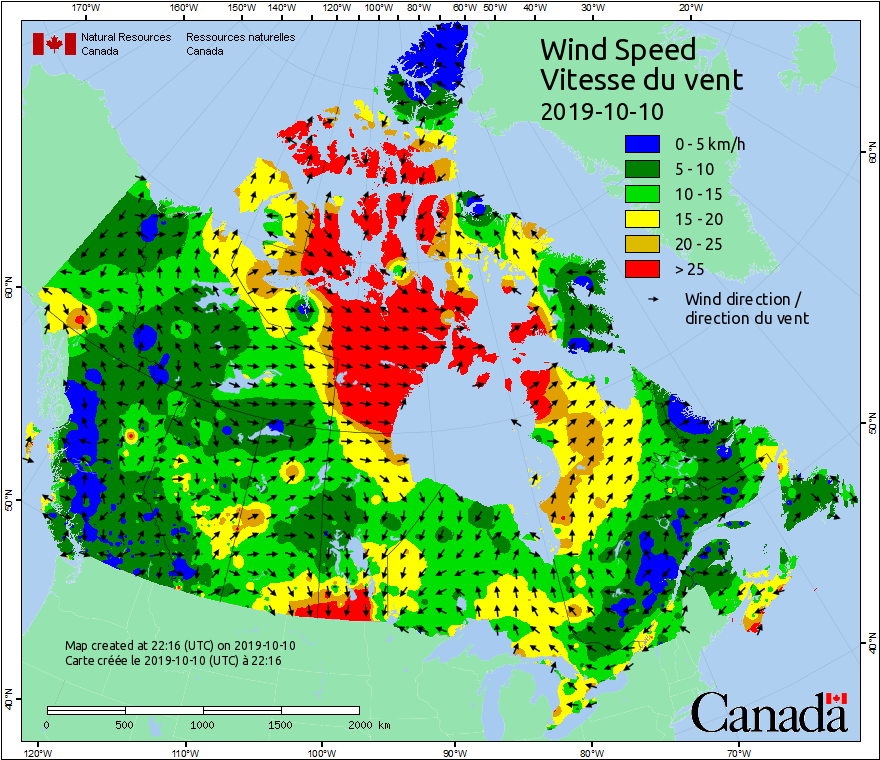 170°W 160°W 150°W 140°W 130°W 120°W 110°W 100°W 80°W 60°W 50°W 40°W 30°W 20°W
Natural Resources Canada
Ressources naturelles Canada
Wind Speed
Vitesse du vent
2019-10-10
0 - 5 km/h
5 - 10
10 - 15
15 - 20
20 - 25
> 25
Wind direction /
direction du vent
60°N
50°N
40°N
60°N
50°N
40°N
Map created at 22:16 (UTC) on 2019-10-10
Carte créée le 2019-10-10 (UTC) à 22:16
0 500 1000 1500 2000 km
Canada
120°W 110°W 100°W 90°W 80°W 70°W